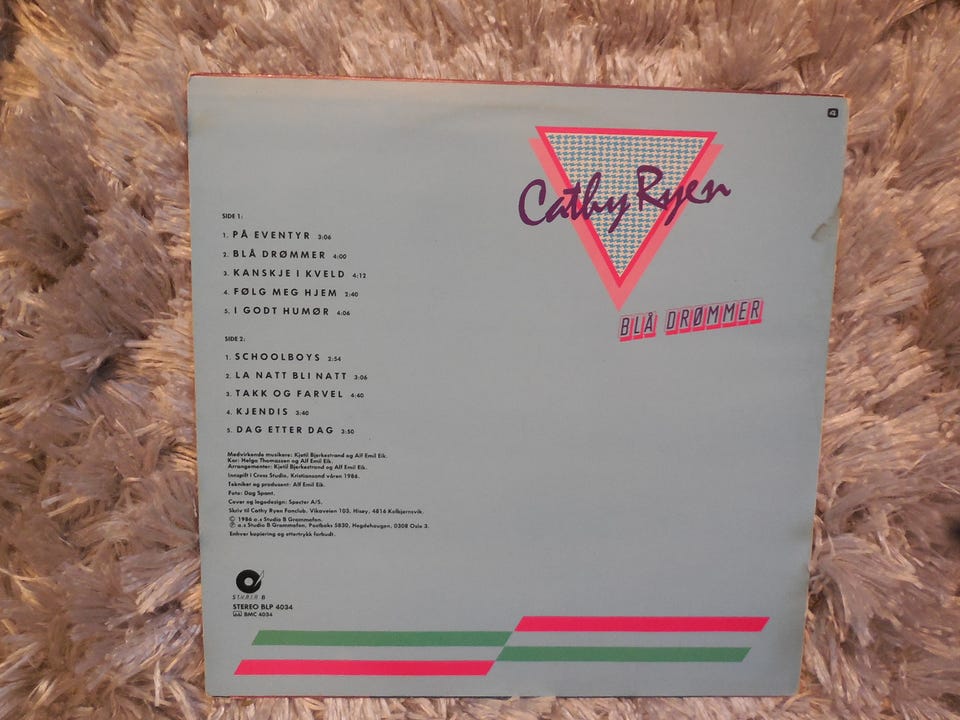 Cathy Ryen
BLÅ DRØMMER
SIDE 1:
1. PÅ EVENTYR 3:06
2. BLÅ DRØMMER 4:00
3. KANSKJE I KVELD 4:12
4. FØLG MEG HJEM 2:40
5. I GODT HUMØR 4:06
SIDE 2:
1. SCHOOLBOYS 2:54
2. LA NATT BLI NATT 3:06
3. TAKK OG FARVEL 4:40
4. KJENDIS 3:40
5. DAG ETTER DAG 3:50
Medvirkende musikere: Kjetil Bjerkestrand og Alf Emil Eik.
Kor: Helge Thomassen og Alf Emil Eik.
Arrangementer: Kjetil Bjerkestrand og Alf Emil Eik.
Innspilt i Cross Studio, Kristiansand våren 1986.
Tekniker og produsent: Alf Emil Eik.
Foto: Dag Spant.
Cover og logodesign: Specter A/S.
Skriv til Cathy Ryen Fanclub, Vikaveien 103, Hisøy, 4816 Kolbjørnsvik.
© 1986 a.s Studio B Grammofon.
℗ a.s Studio B Grammofon, Postboks 5830, Hegdehaugen, 0308 Oslo 3.
Enhver kopiering og ettertrykk forbudt.
STUDIO B
STEREO BLP 4034
BMC 4034